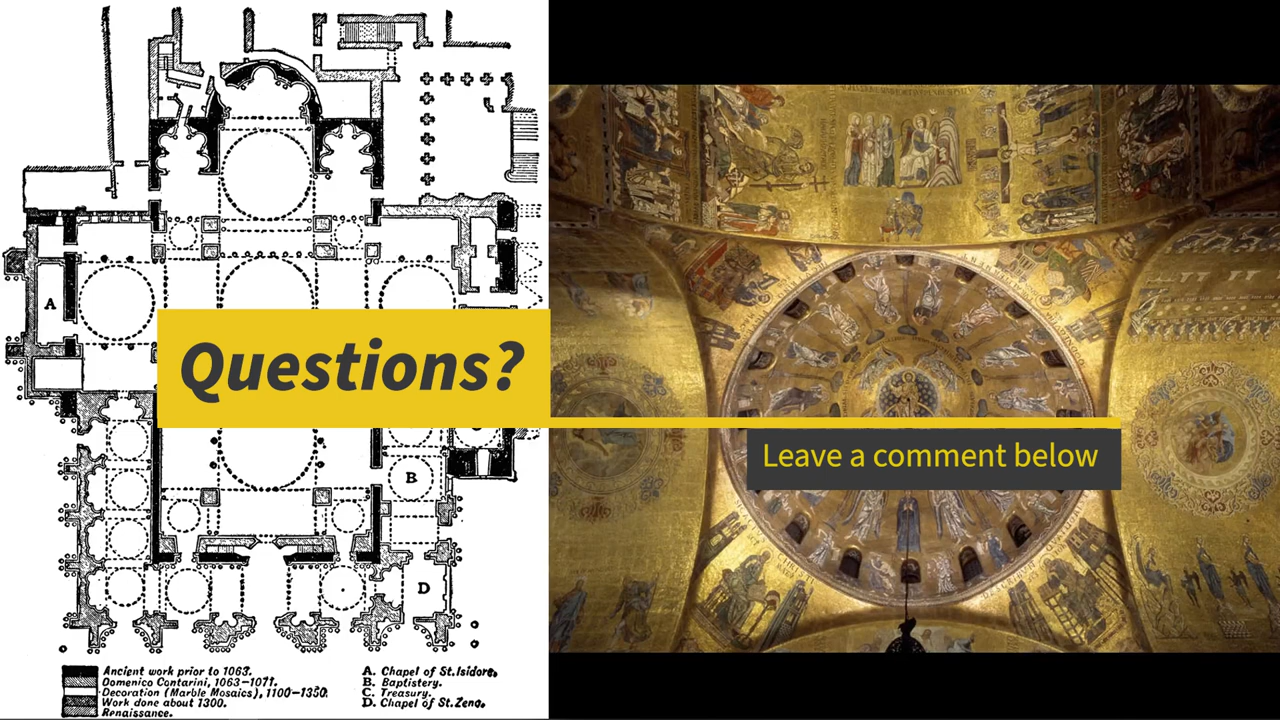 A
Questions?
Leave a comment below
B
D
Ancient work prior to 1063.
Domenico Contarini, 1063-1071.
Decoration (Marble Mosaics), 1100-1350.
Work done about 1300.
Renaissance.
A. Chapel of St. Isidore.
B. Baptistery.
C. Treasury.
D. Chapel of St. Zeno.